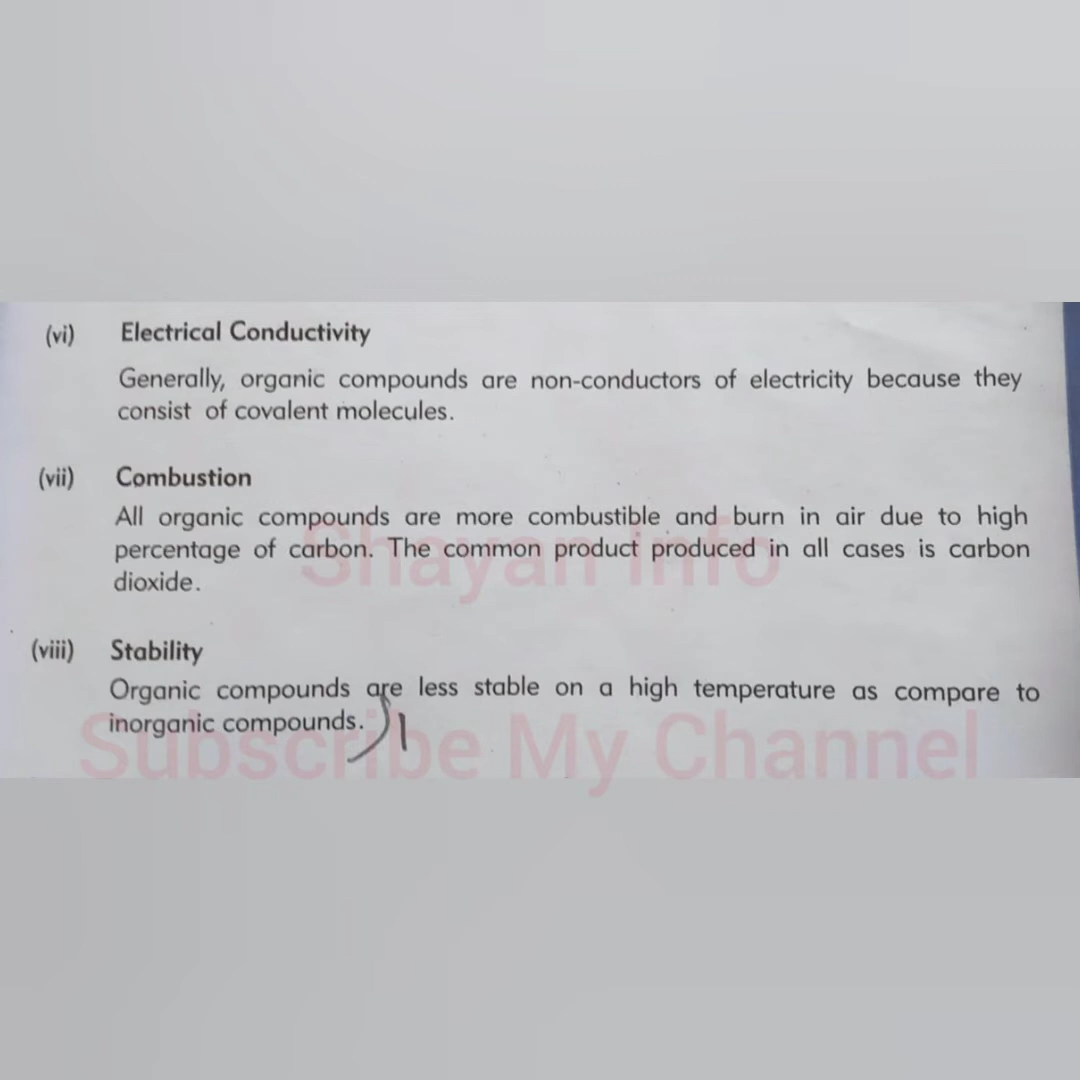 (vi) Electrical Conductivity
Generally, organic compounds are non-conductors of electricity because they
consist of covalent molecules.
(vii) Combustion
All organic compounds are more combustible and burn in air due to high
percentage of carbon. The common product produced in all cases is carbon
dioxide.
Shayan Info
(viii) Stability
Organic compounds are less stable on a high temperature as compare to
inorganic compounds.
Subscribe My Channel